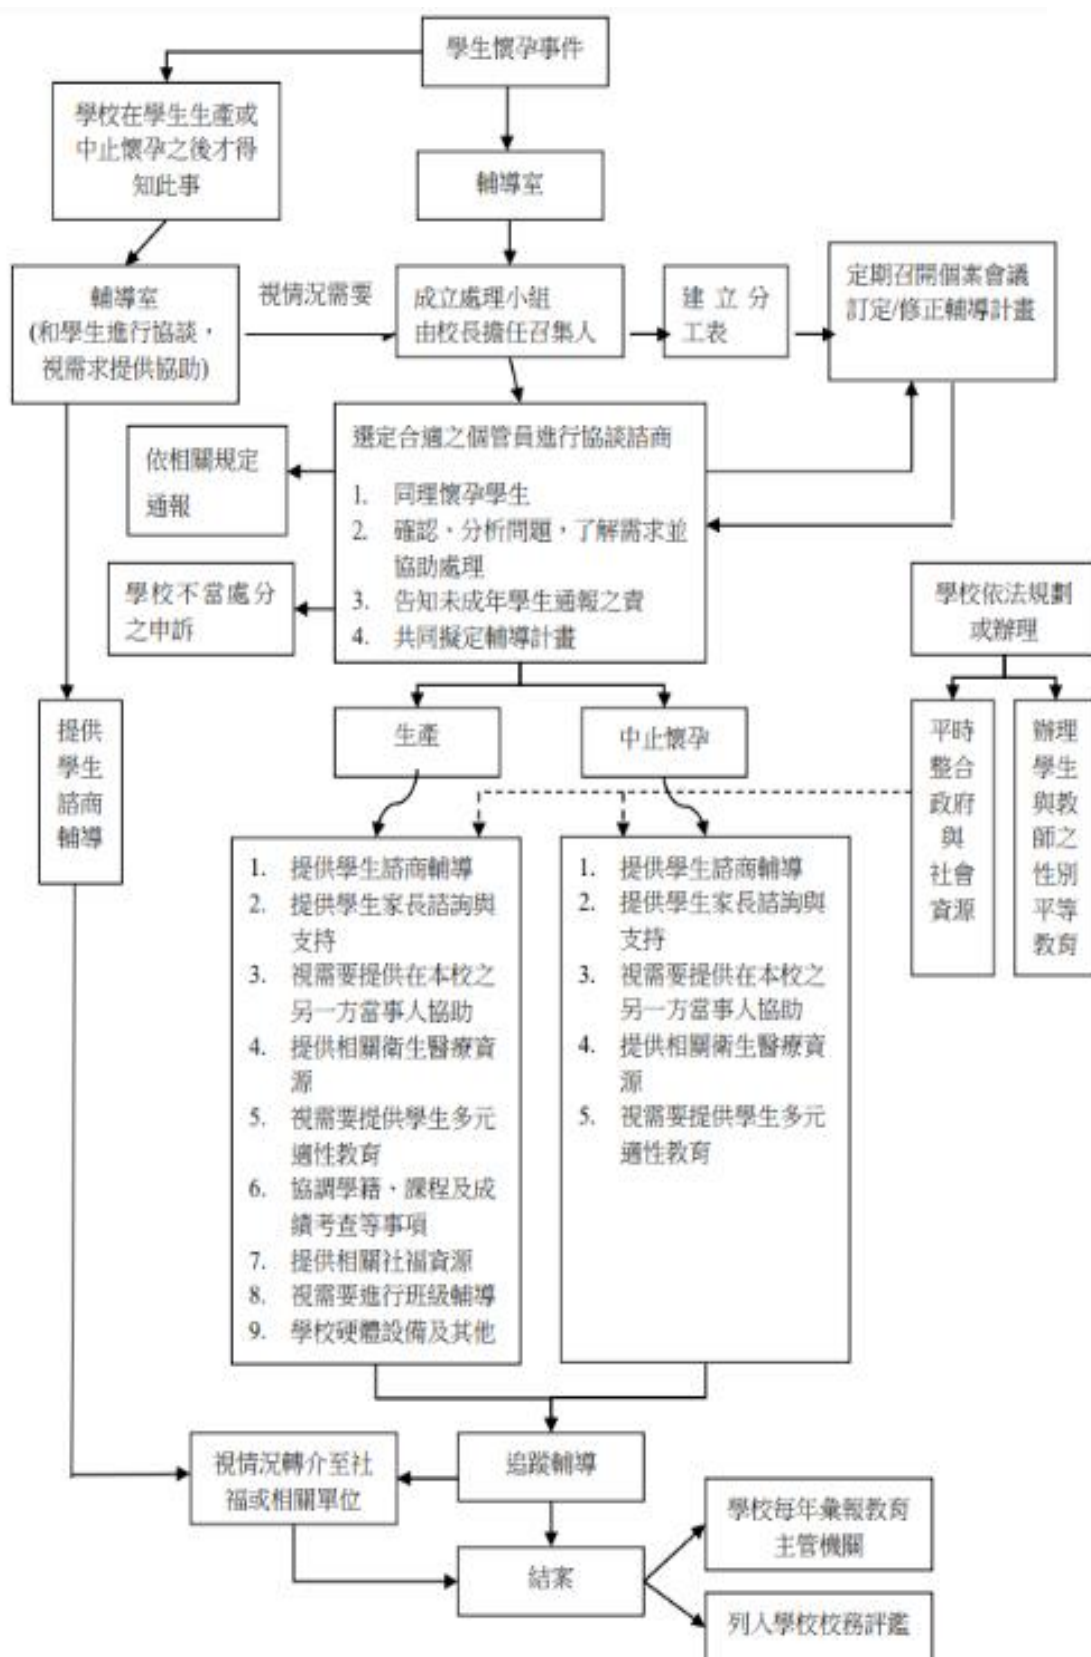 學生懷孕事件
學校在學生生產或
中止懷孕之後才得
知此事
輔導室
輔導室
(和學生進行協談，
視需求提供協助)
視情況需要
成立處理小組
由校長擔任召集人
建立分
工表
定期召開個案會議
訂定/修正輔導計畫
依相關規定
通報
選定合適之個管員進行協談諮商
1. 同理懷孕學生
2. 確認、分析問題，了解需求並
協助處理
3. 告知未成年學生通報之責
4. 共同擬定輔導計畫
學校不當處分
之申訴
學校依法規劃
或辦理
提供
學生
諮商
輔導
生產
中止懷孕
平時
整合
政府
與
社會
資源
辦理
學生
與教
師之
性別
平等
教育
1. 提供學生諮商輔導
2. 提供學生家長諮詢與
支持
3. 視需要提供在本校之
另一方當事人協助
4. 提供相關衛生醫療資
源
5. 視需要提供學生多元
適性教育
6. 協調學籍、課程及成
績考查等事項
7. 提供相關社福資源
8. 視需要進行班級輔導
9. 學校硬體設備及其他
1. 提供學生諮商輔導
2. 提供學生家長諮詢與
支持
3. 視需要提供在本校之
另一方當事人協助
4. 提供相關衛生醫療資
源
5. 視需要提供學生多元
適性教育
視情況轉介至社
福或相關單位
追蹤輔導
結案
學校每年彙報教育
主管機關
列入學校校務評鑑